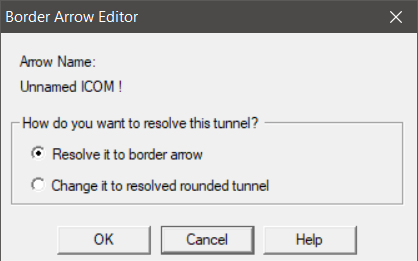 Border Arrow Editor
Arrow Name:
Unnamed ICOM !
How do you want to resolve this tunnel?
Resolve it to border arrow
Change it to resolved rounded tunnel
OK Cancel Help